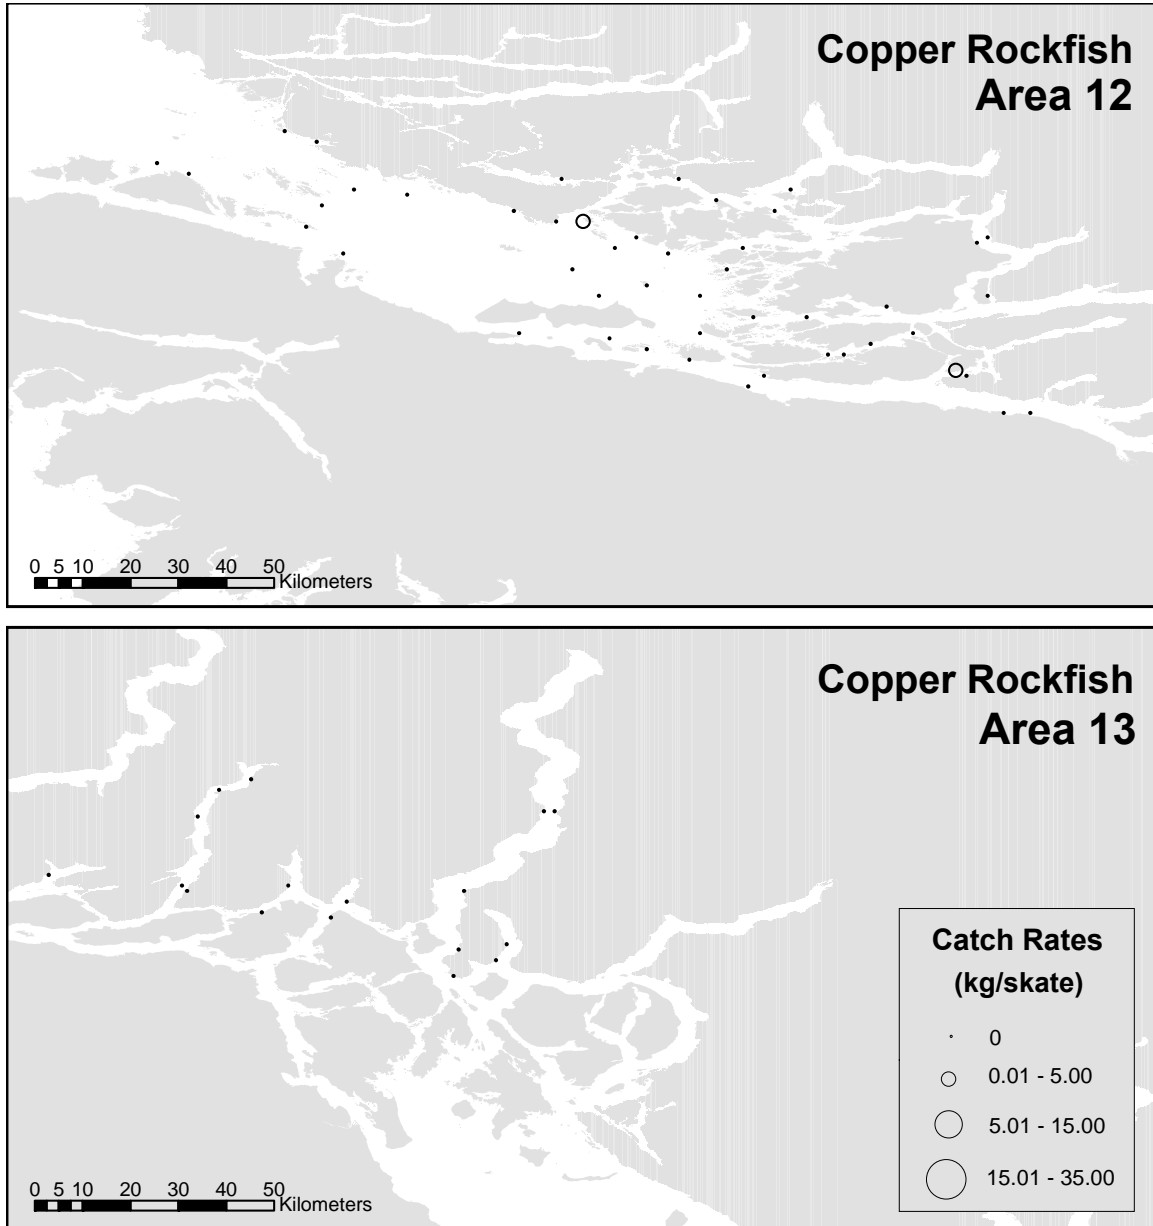 Copper Rockfish
Area 12
0 5 10 20 30 40 50
Kilometers
Copper Rockfish
Area 13
Catch Rates
(kg/skate)
0
0.01 - 5.00
5.01 - 15.00
15.01 - 35.00
0 5 10 20 30 40 50
Kilometers